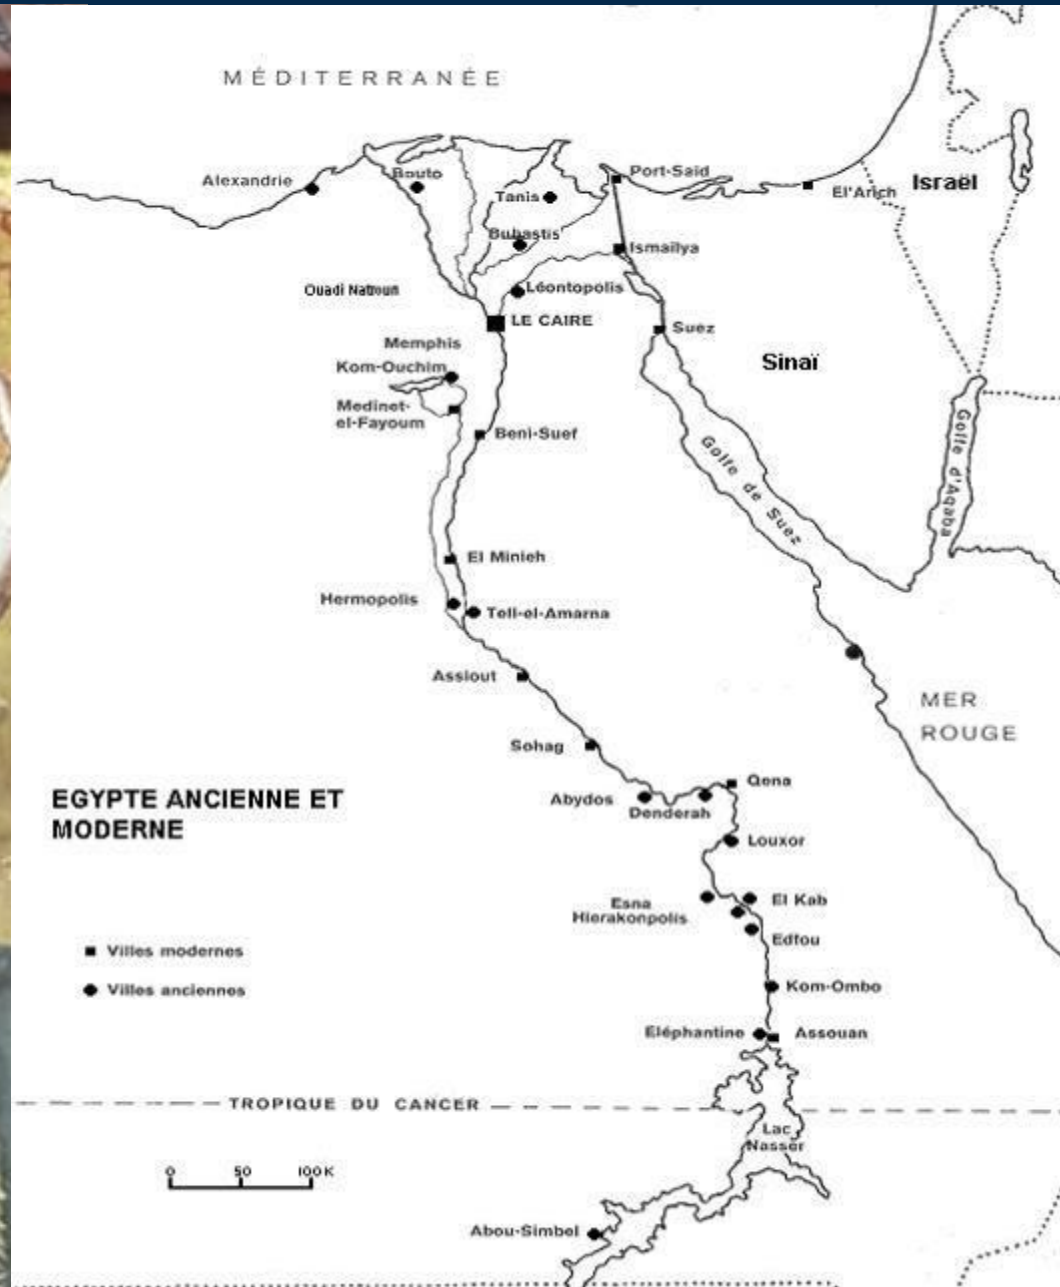 MÉDITERRANÉE
Alexandrie
Bouto
Tanis
Port-Saïd
El'Arich
Israël
Bubastis
Ismaïlya
Ouadi Natroun
Léontopolis
LE CAIRE
Suez
Memphis
Kom-Ouchim
Sinaï
Medinet-
el-Fayoum
Beni-Suef
Golfe de Suez
Golfe d'Aqaba
El Minieh
Hermopolis
Tell-el-Amarna
Assiout
MER
ROUGE
Sohag
Qena
EGYPTE ANCIENNE ET
MODERNE
Abydos
Denderah
Louxor
Esna
Hierakonpolis
El Kab
Edfou
Villes modernes
Villes anciennes
Kom-Ombo
Eléphantine
Assouan
TROPIQUE DU CANCER
Lac
Nasser
0 50 100K
Abou-Simbel